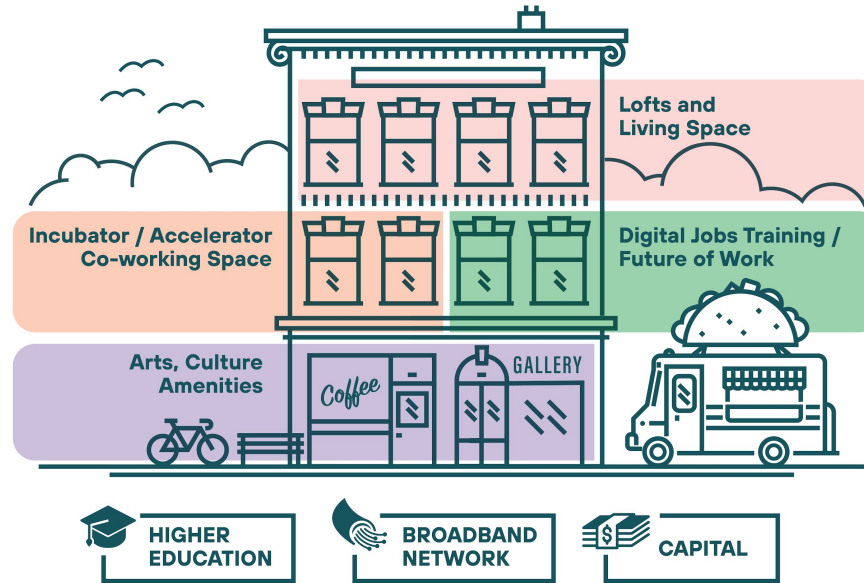 Lofts and
Living Space
Incubator / Accelerator
Co-working Space
Digital Jobs Training /
Future of Work
Arts, Culture
Amenities
Coffee
GALLERY
HIGHER
EDUCATION
BROADBAND
NETWORK
$
CAPITAL